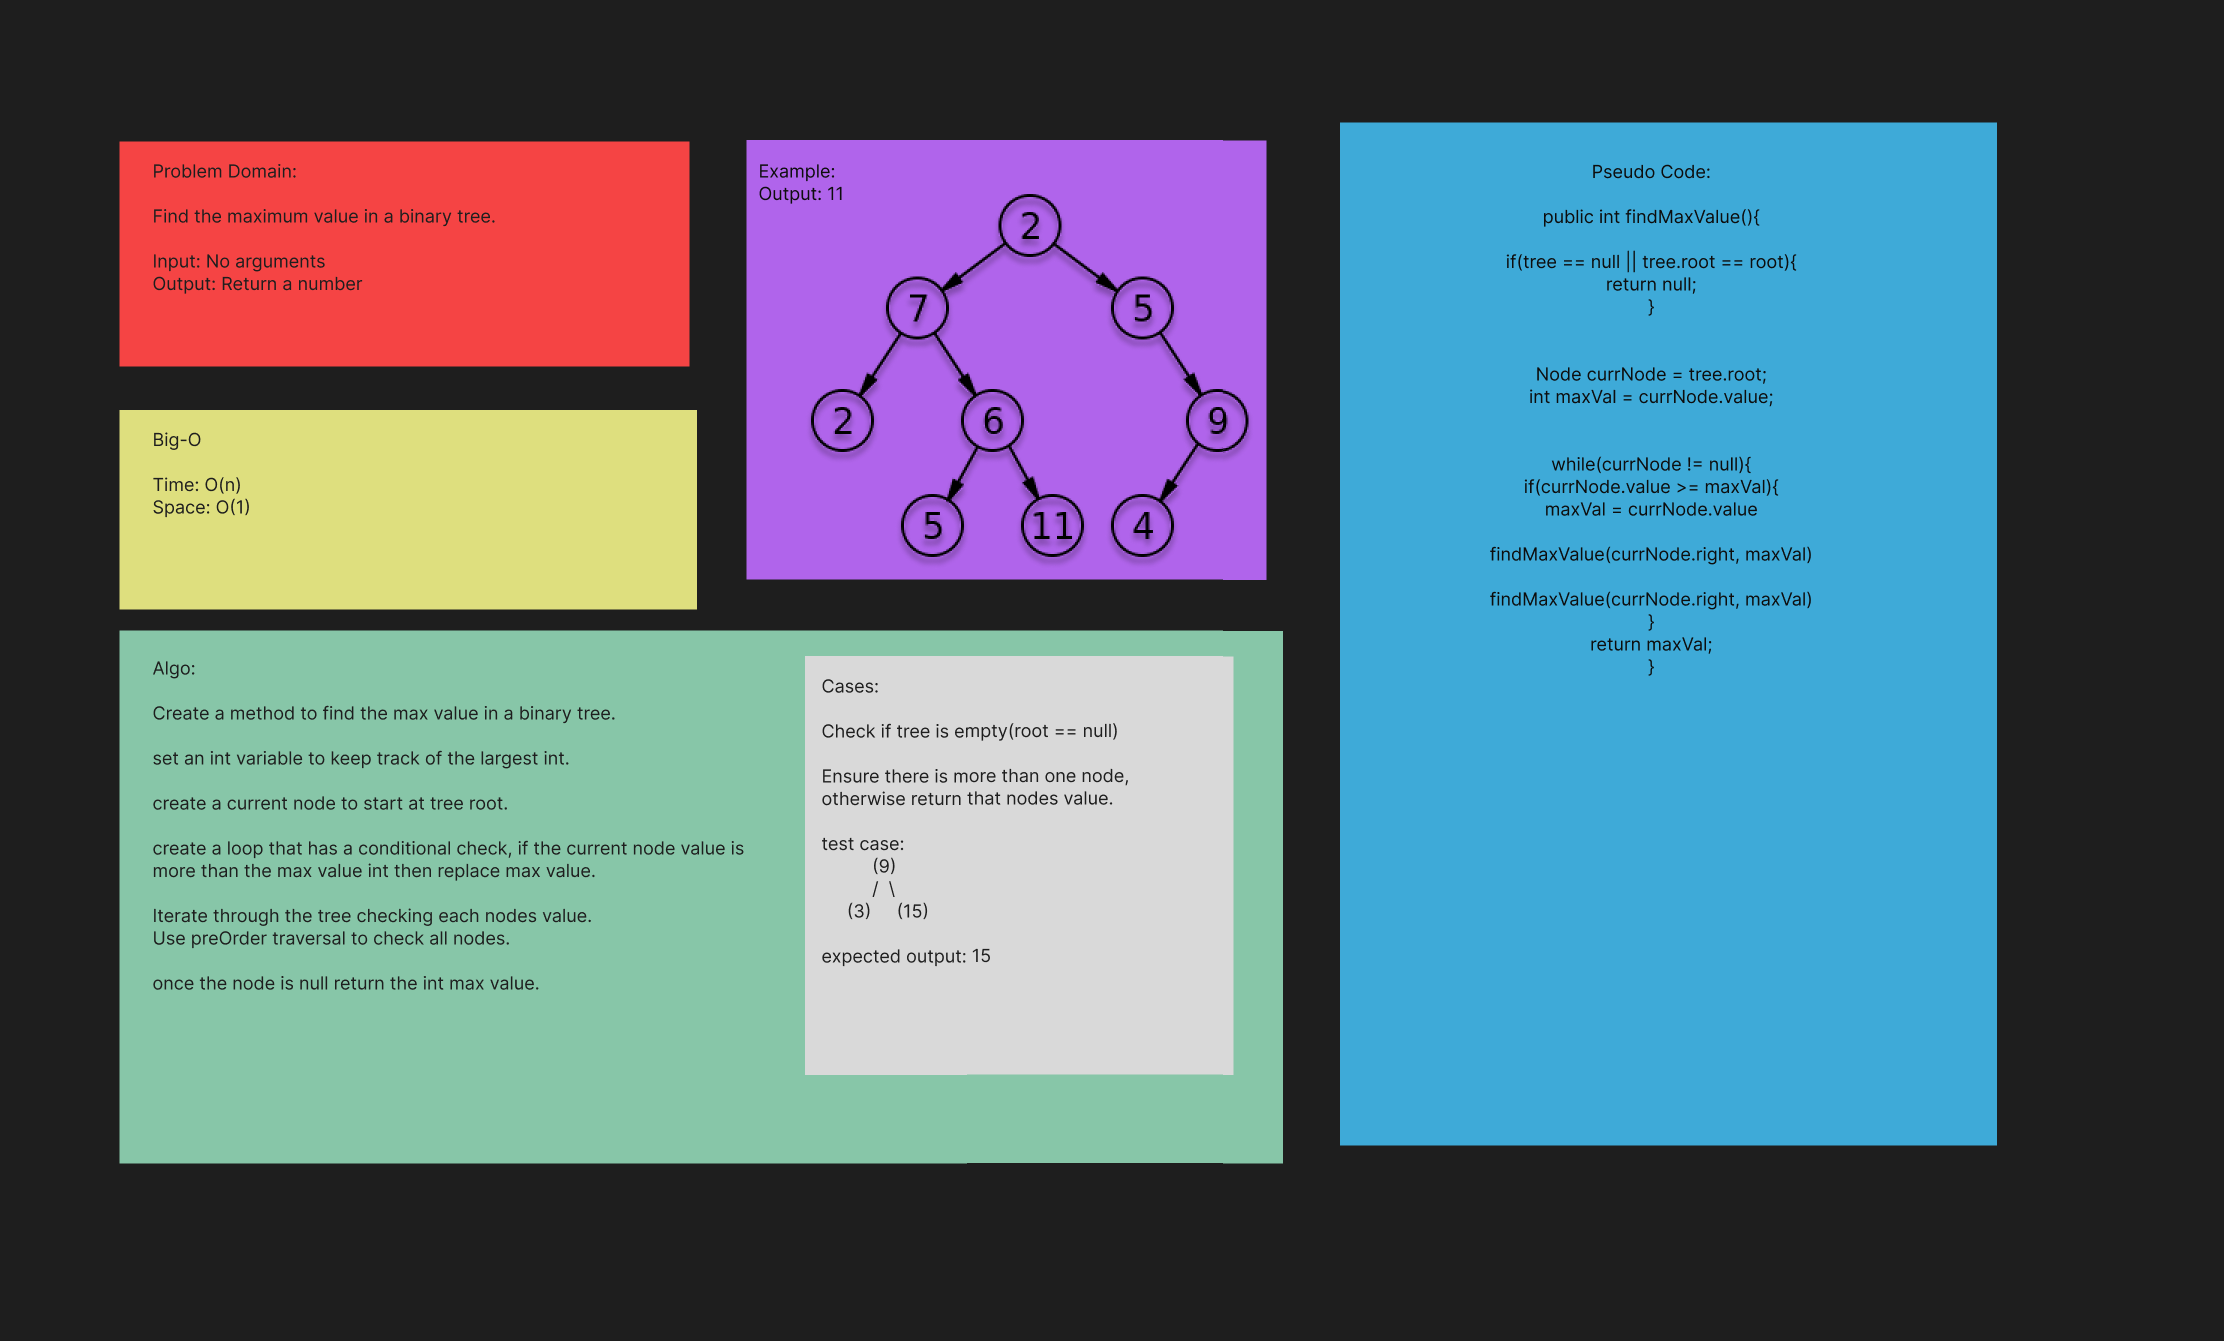 Problem Domain:
Find the maximum value in a binary tree.
Input: No arguments
Output: Return a number
Big-O
Time: O(n)
Space: O(1)
Example:
Output: 11
2
7
5
2
6
9
5
11
4
Algo:
Create a method to find the max value in a binary tree.
set an int variable to keep track of the largest int.
create a current node to start at tree root.
create a loop that has a conditional check, if the current node value is
more than the max value int then replace max value.
Iterate through the tree checking each nodes value.
Use preOrder traversal to check all nodes.
once the node is null return the int max value.
Cases:
Check if tree is empty(root == null)
Ensure there is more than one node,
otherwise return that nodes value.
test case:
(9)
/ \
(3) (15)
expected output: 15
Pseudo Code:
public int findMaxValue(){
if(tree == null || tree.root == root){
return null;
}
Node currNode = tree.root;
int maxVal = currNode.value;
while(currNode != null){
if(currNode.value >= maxVal){
maxVal = currNode.value
findMaxValue(currNode.right, maxVal)
findMaxValue(currNode.right, maxVal)
}
return maxVal;
}